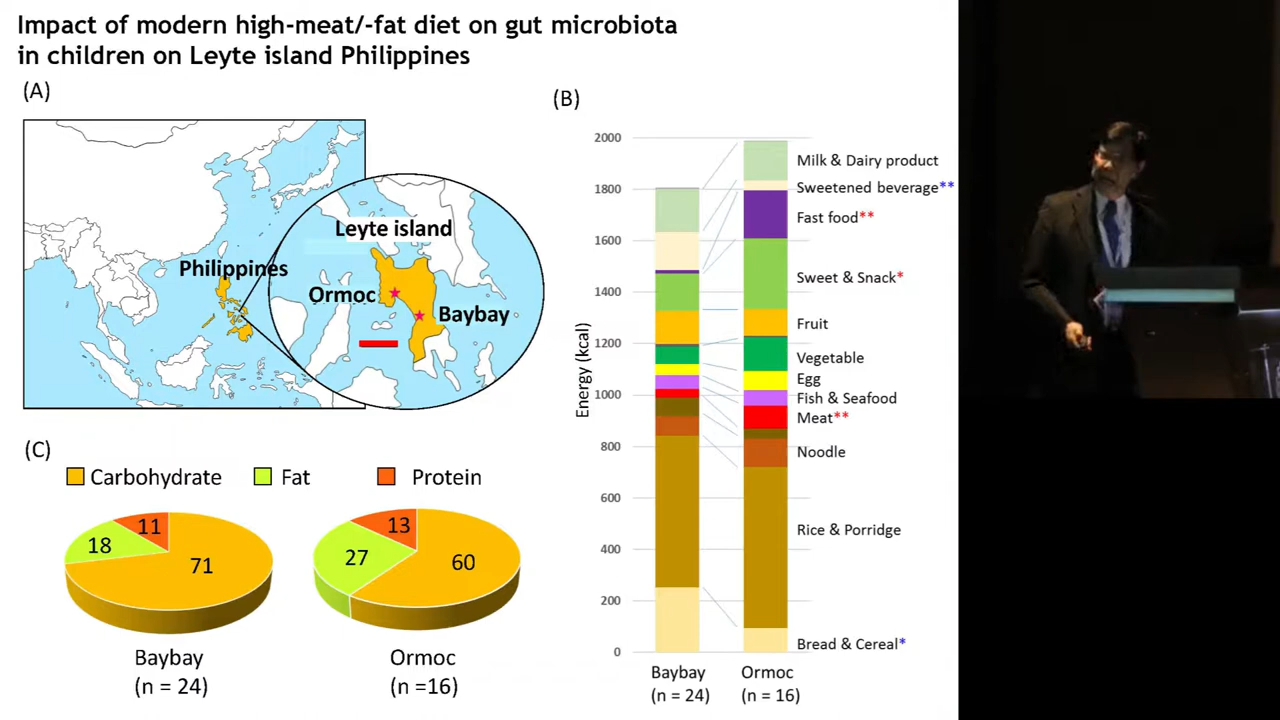 Impact of modern high-meat/-fat diet on gut microbiota
in children on Leyte island Philippines
(A)
Leyte island
Philippines
Ormoc
Baybay
(B)
Energy (kcal)
2000
1800
1600
1400
1200
1000
800
600
400
200
0
Milk & Dairy product
Sweetened beverage**
Fast food**
Sweet & Snack*
Fruit
Vegetable
Egg
Fish & Seafood
Meat**
Noodle
Rice & Porridge
Bread & Cereal*
Baybay
(n = 24)
Ormoc
(n = 16)
(C)
Carbohydrate
Fat
Protein
11
18
71
13
27
60
Baybay
(n = 24)
Ormoc
(n =16)